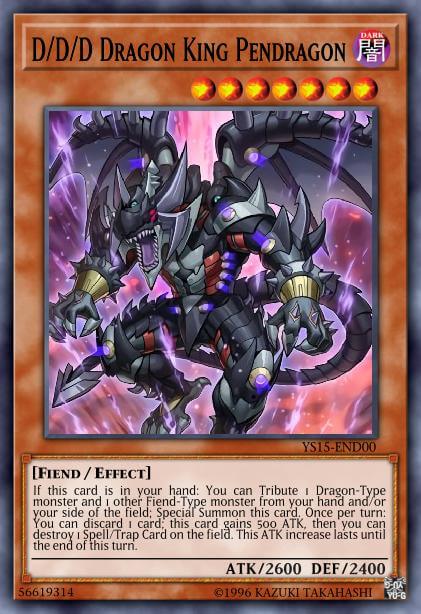 D/D/D Dragon King Pendragon
DARK
闇
YS15-END00
[Fiend / Effect]
If this card is in your hand: You can Tribute 1 Dragon-Type
monster and 1 other Fiend-Type monster from your hand and/or
your side of the field; Special Summon this card. Once per turn:
You can discard 1 card; this card gains 500 ATK, then you can
destroy 1 Spell/Trap Card on the field. This ATK increase lasts until
the end of this turn.
ATK/2600 DEF/2400
56619314
©1996 KAZUKI TAKAHASHI